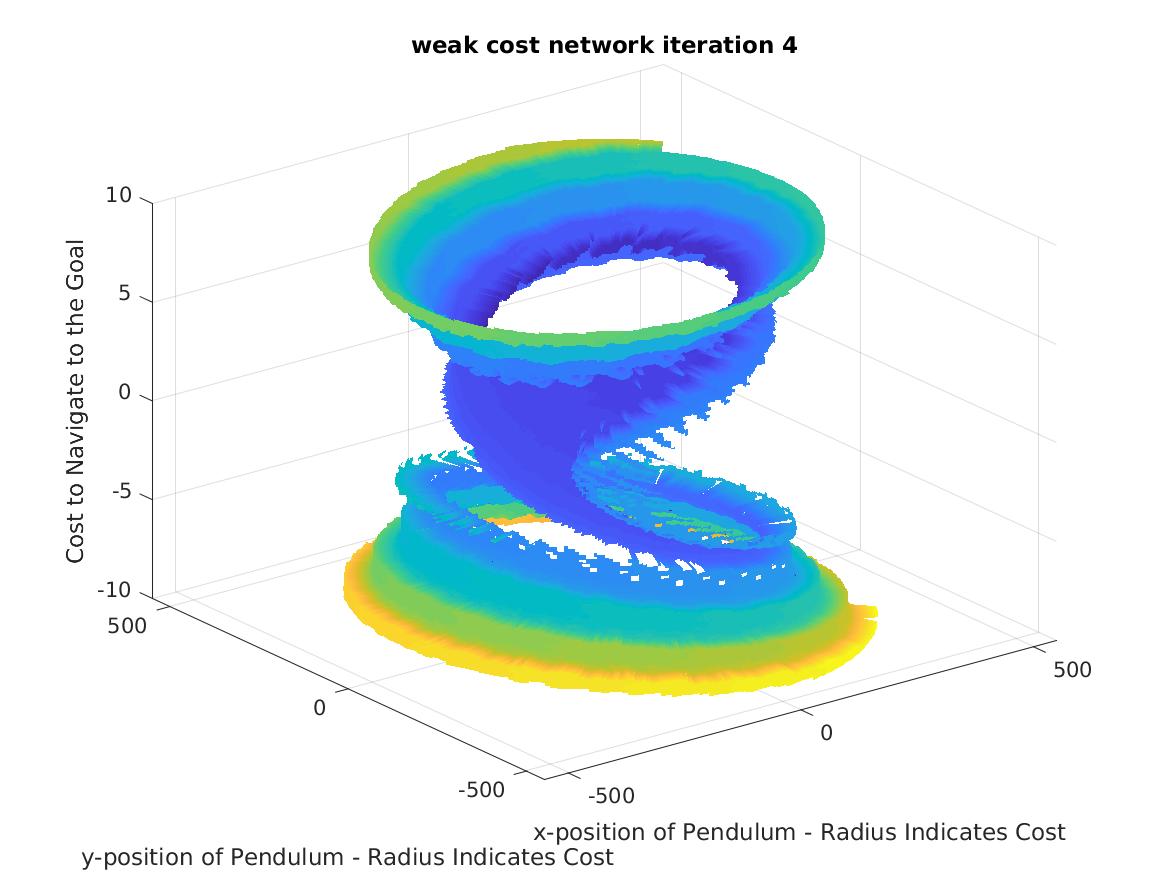 weak cost network iteration 4
Cost to Navigate to the Goal
10
5
0
-5
-10
500
0
-500
-500
0
500
x-position of Pendulum - Radius Indicates Cost
y-position of Pendulum - Radius Indicates Cost